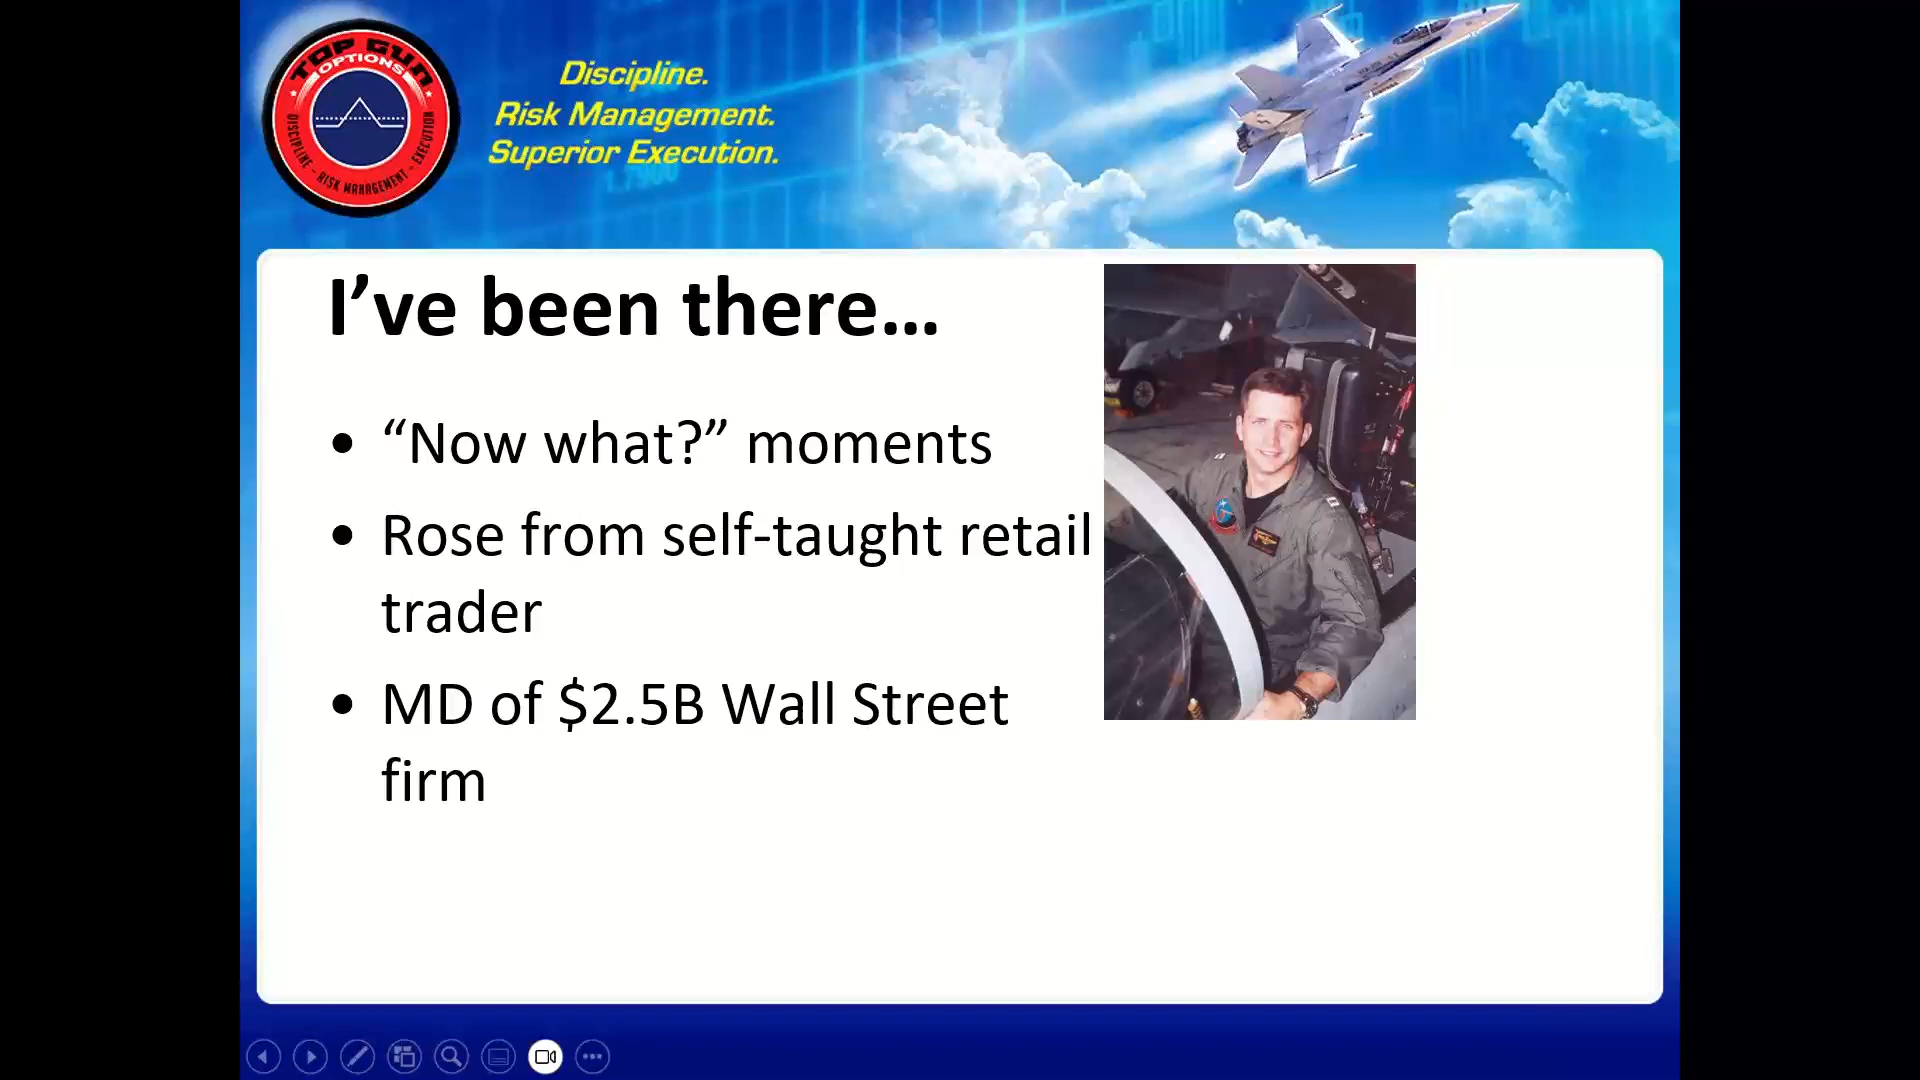 TOP GUN
OPTIONS
DISCIPLINE - RISK MANAGEMENT - EXECUTION
Discipline.
Risk Management.
Superior Execution.
I’ve been there…
• “Now what?” moments
• Rose from self-taught retail
trader
• MD of $2.5B Wall Street
firm